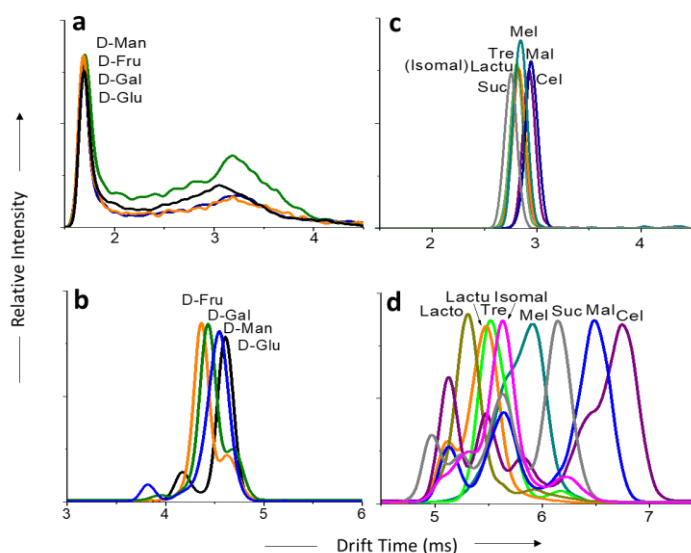 a
D-Man
D-Fru
D-Gal
D-Glu
2
3
4
c
Mel
Tre Mal
(Isomal) Lactu
Suc Cel
2
3
4
Relative Intensity
b
D-Fru
D-Gal
D-Man
D-Glu
3
4
5
6
d
Lactu Isomal
Lacto Tre Mel Suc Mal Cel
5
6
7
Drift Time (ms)